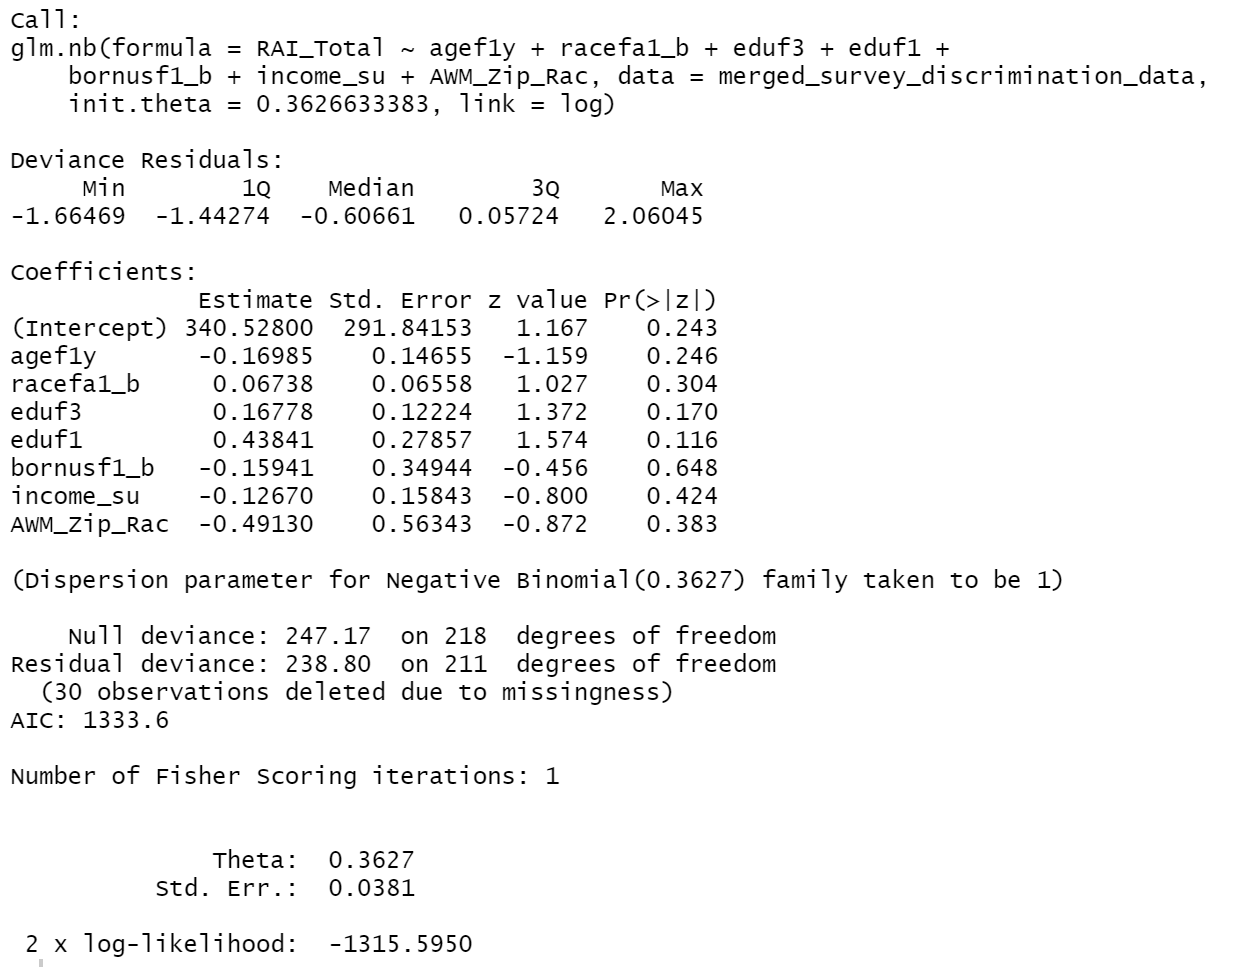 Call:
glm.nb(formula = RAI_Total ~ agef1y + racefa1_b + eduf3 + eduf1 +
    bornusf1_b + income_su + AWM_Zip_Rac, data = merged_survey_discrimination_data,
    init.theta = 0.3626633383, link = log)
Deviance Residuals:
     Min        1Q    Median        3Q       Max
-1.66469  -1.44274  -0.60661   0.05724   2.06045
Coefficients:
             Estimate Std. Error z value Pr(>|z|)
(Intercept) 340.52800  291.84153   1.167    0.243
agef1y       -0.16985    0.14655  -1.159    0.246
racefa1_b     0.06738    0.06558   1.027    0.304
eduf3         0.16778    0.12224   1.372    0.170
eduf1         0.43841    0.27857   1.574    0.116
bornusf1_b   -0.15941    0.34944  -0.456    0.648
income_su    -0.12670    0.15843  -0.800    0.424
AWM_Zip_Rac  -0.49130    0.56343  -0.872    0.383
(Dispersion parameter for Negative Binomial(0.3627) family taken to be 1)
    Null deviance: 247.17  on 218  degrees of freedom
Residual deviance: 238.80  on 211  degrees of freedom
  (30 observations deleted due to missingness)
AIC: 1333.6
Number of Fisher Scoring iterations: 1
              Theta:  0.3627
          Std. Err.:  0.0381
 2 x log-likelihood:  -1315.5950